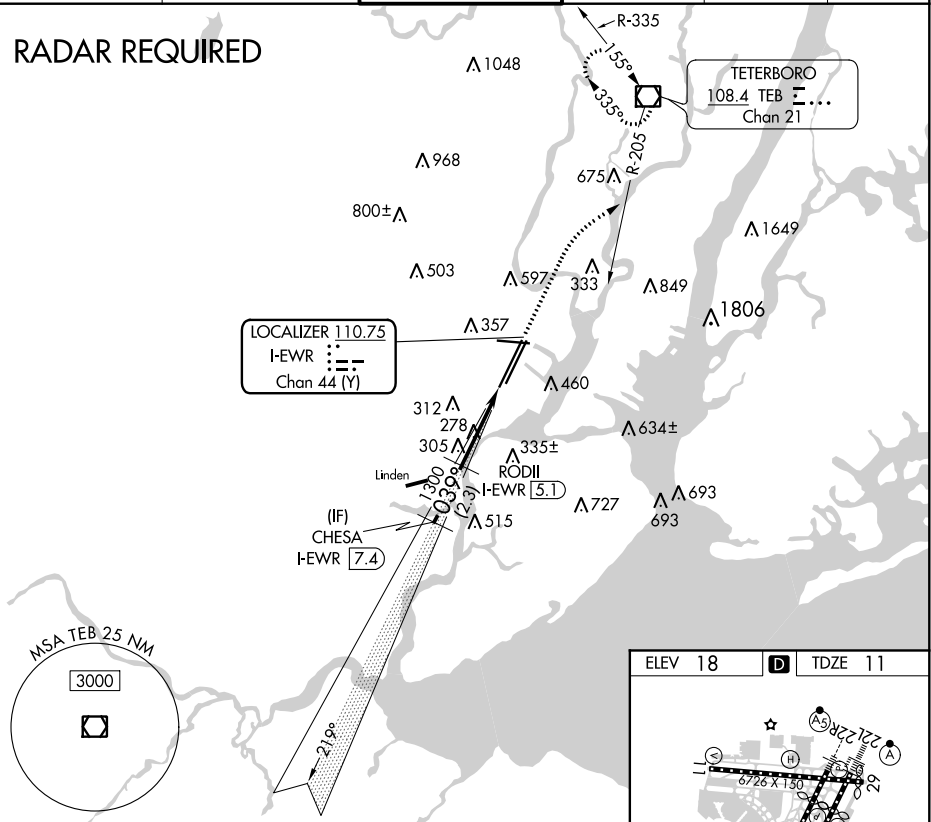 RADAR REQUIRED
R-335
1048
155°
335°
TETERBORO
108.4 TEB
Chan 21
R-205
968
675
800±
1649
503
597
333
849
1806
357
LOCALIZER 110.75
I-EWR
Chan 44 (Y)
460
312
278
634±
305
335±
Linden
RODII
I-EWR 5.1
1300
039°
(2.3)
693
727
693
515
(IF)
CHESA
I-EWR 7.4
MSA TEB 25 NM
3000
219°
ELEV 18
D
TDZE 11
A5
22R
22L
A
V
H
11
6726 X 150
29